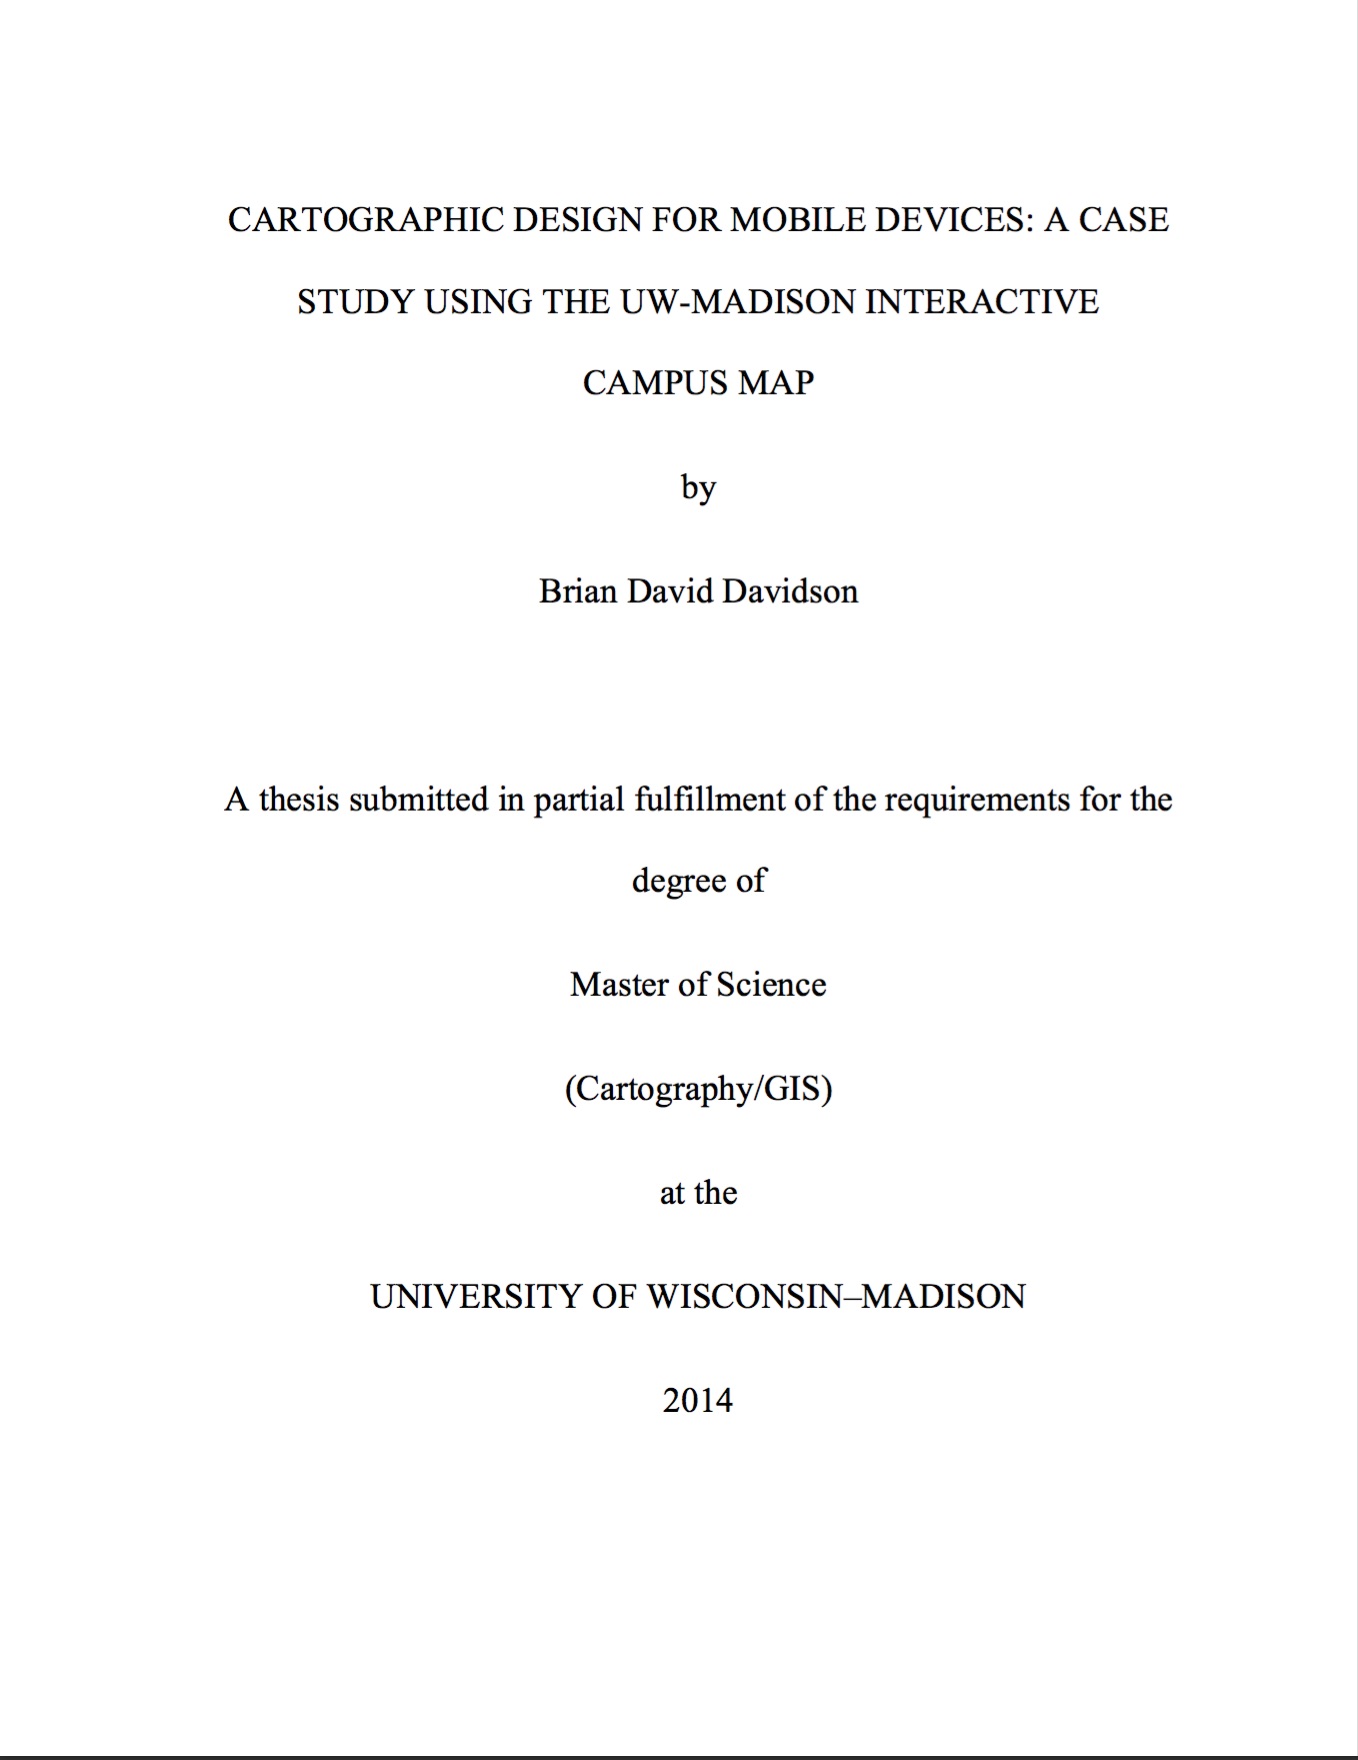 CARTOGRAPHIC DESIGN FOR MOBILE DEVICES: A CASE
STUDY USING THE UW-MADISON INTERACTIVE
CAMPUS MAP
by
Brian David Davidson
A thesis submitted in partial fulfillment of the requirements for the
degree of
Master of Science
(Cartography/GIS)
at the
UNIVERSITY OF WISCONSIN–MADISON
2014